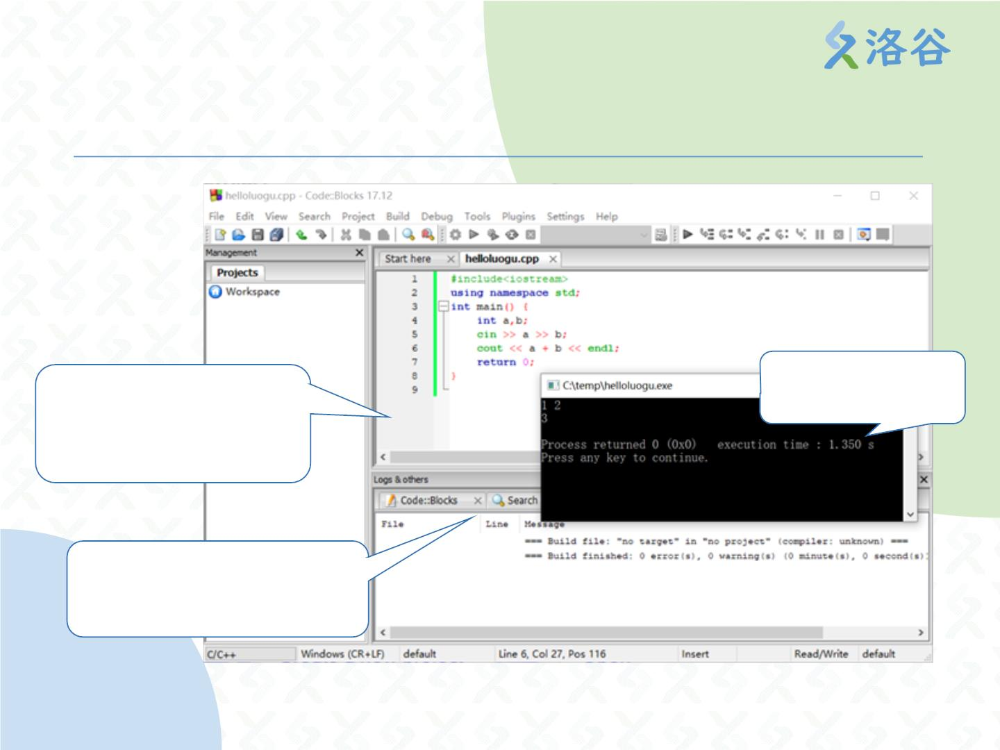 洛谷
helloluogu.cpp - Code::Blocks 17.12
File Edit View Search Project Build Debug Tools Plugins Settings Help
Management
Projects
Workspace
Start here helloluogu.cpp
1 #include<iostream>
2 using namespace std;
3 int main() {
4 int a,b;
5 cin >> a >> b;
6 cout << a + b << endl;
7 return 0;
8 }
9
C:\temp\helloluogu.exe
1 2
3
Process returned 0 (0x0) execution time : 1.350 s
Press any key to continue.
Logs & others
Code::Blocks Search
File Line Message
=== Build file: "no target" in "no project" (compiler: unknown) ===
=== Build finished: 0 error(s), 0 warning(s) (0 minute(s), 0 second(s))
C/C++ Windows (CR+LF) default Line 6, Col 27, Pos 116 Insert Read/Write default